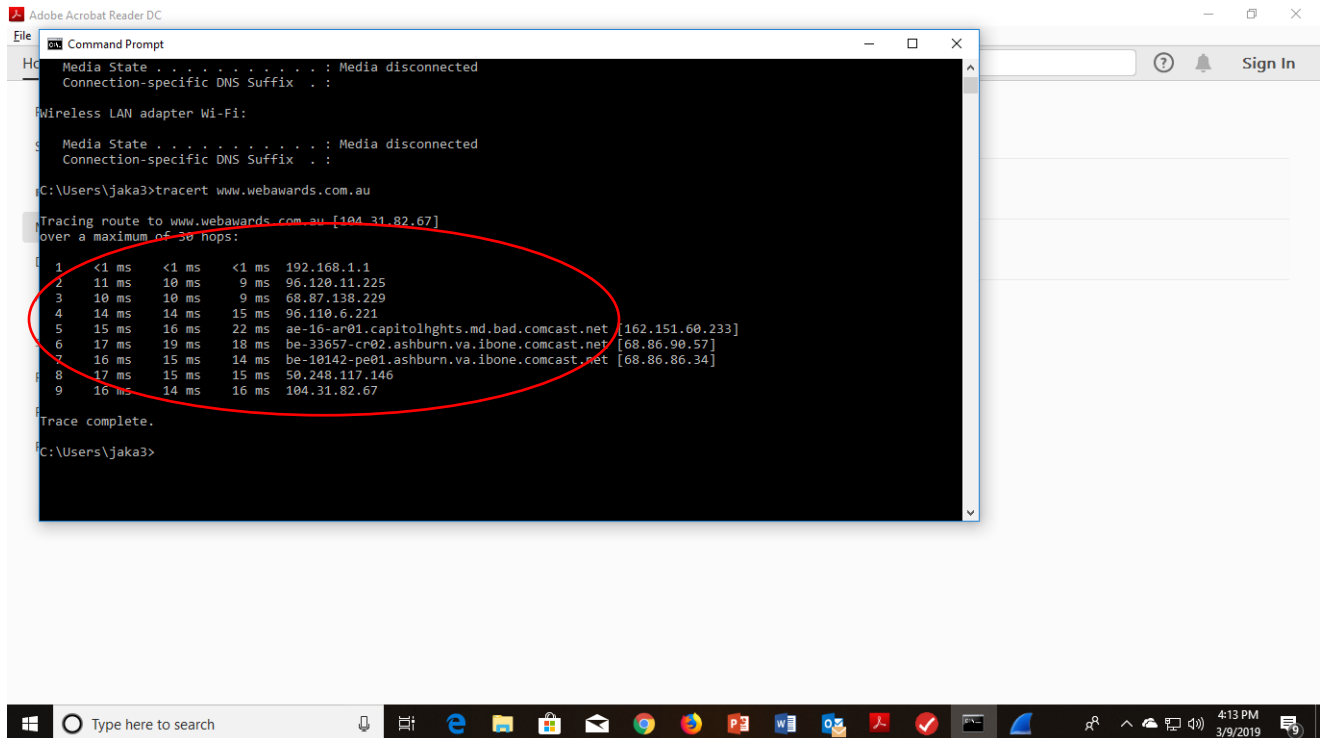 Adobe Acrobat Reader DC
File
Command Prompt
Sign In
Media State . . . . . . . . . . . : Media disconnected
Connection-specific DNS Suffix  . :
Wireless LAN adapter Wi-Fi:
Media State . . . . . . . . . . . : Media disconnected
Connection-specific DNS Suffix  . :
C:\Users\jaka3>tracert www.webawards.com.au
Tracing route to www.webawards.com.au [104.31.82.67]
over a maximum of 30 hops:
1    <1 ms    <1 ms    <1 ms  192.168.1.1
2    11 ms    10 ms     9 ms  96.120.11.225
3    10 ms    10 ms     9 ms  68.87.138.229
4    14 ms    14 ms    15 ms  96.110.6.221
5    15 ms    16 ms    22 ms  ae-16-ar01.capitolhghts.md.bad.comcast.net [162.151.60.233]
6    17 ms    19 ms    18 ms  be-33657-cr02.ashburn.va.ibone.comcast.net [68.86.90.57]
7    16 ms    15 ms    14 ms  be-10142-pe01.ashburn.va.ibone.comcast.net [68.86.86.34]
8    17 ms    15 ms    15 ms  50.248.117.146
9    16 ms    14 ms    16 ms  104.31.82.67
Trace complete.
C:\Users\jaka3>
Type here to search
4:13 PM
3/9/2019
9